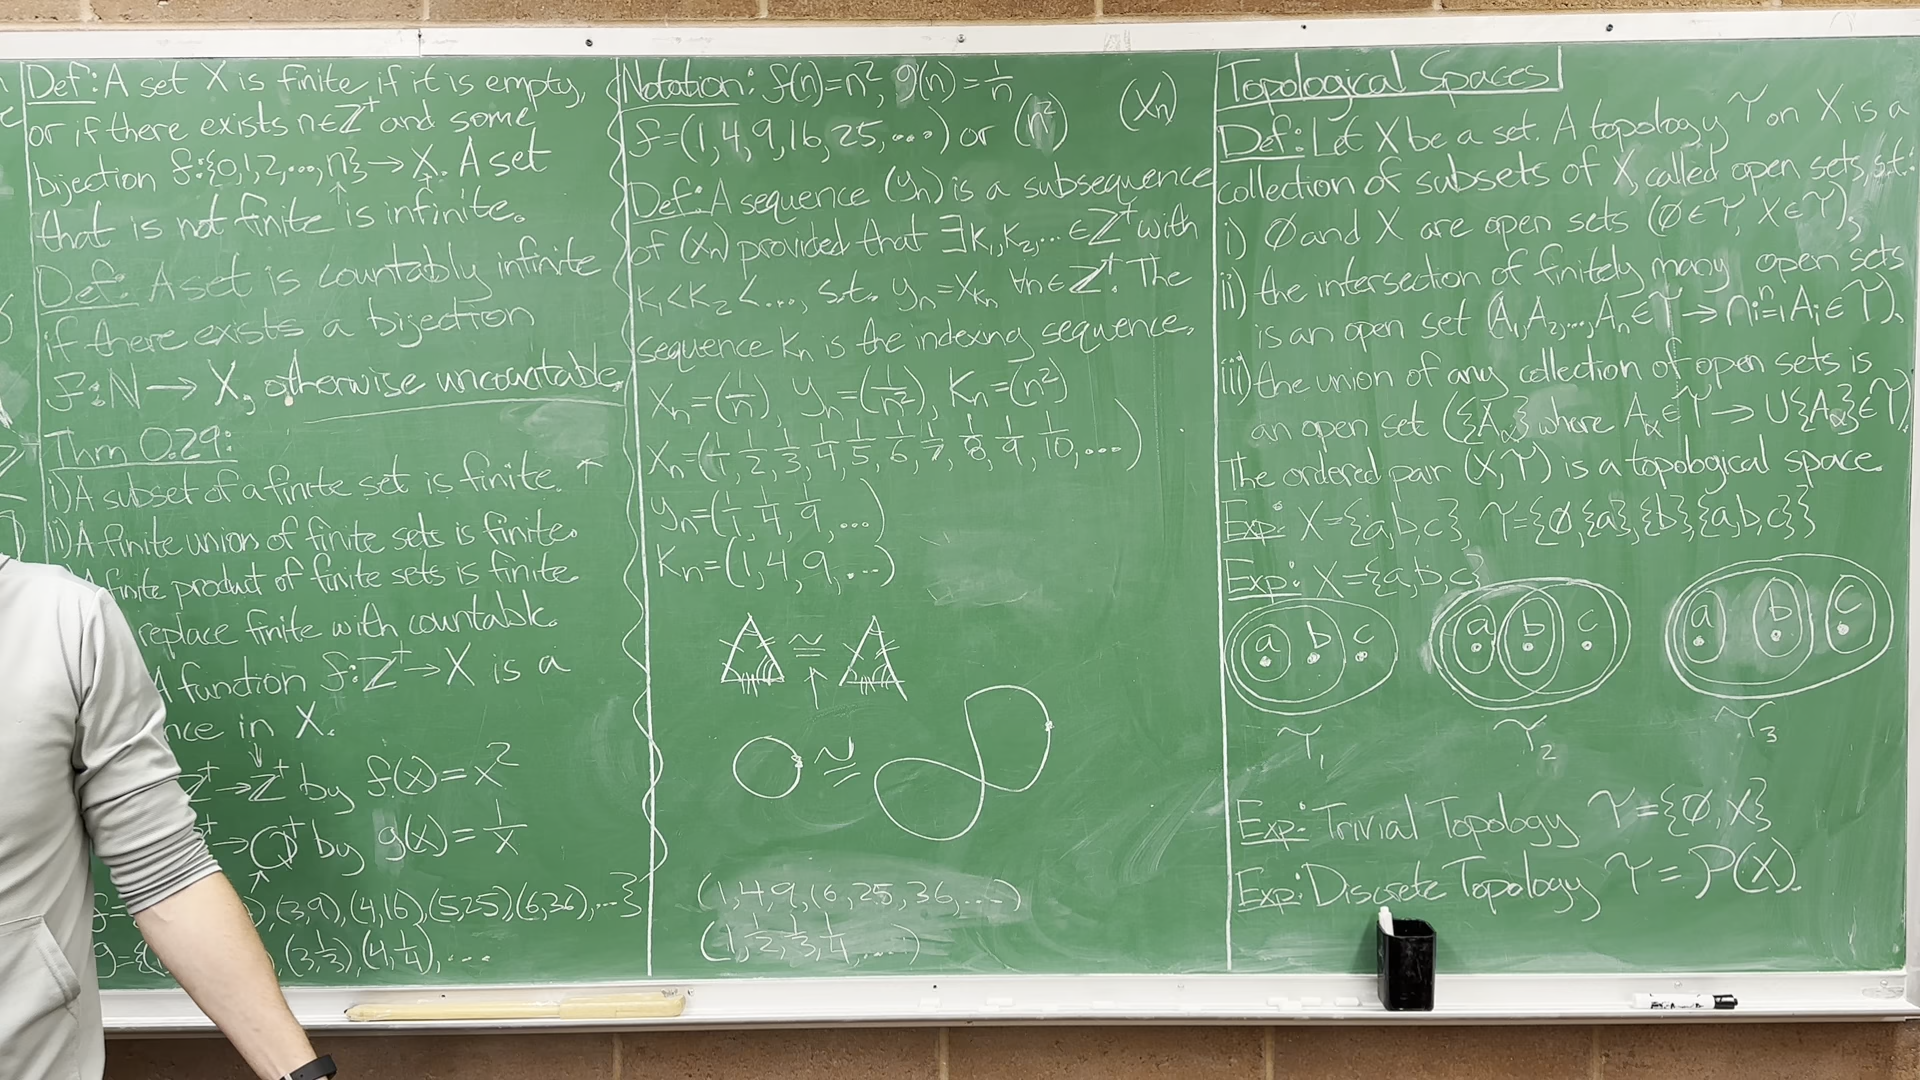 Def: A set X is finite if it is empty,
or if there exists n∈Z⁺ and some
bijection f:{0,1,2,...,n}→X. A set
that is not finite is infinite.
Def: A set is countably infinite
if there exists a bijection
f:N→X, otherwise uncountable
Thm 0.29:
i) A subset of a finite set is finite.
ii) A finite union of finite sets is finite.
A finite product of finite sets is finite.
replace finite with countable.
A function f:Z⁺→X is a
nce in X.
Z⁺→Z⁺ by f(x)=x²
⁺→Q⁺ by g(x)=1/x
f= ),(3,9),(4,16),(5,25)(6,36),...}
g={( (3,1/3),(4,1/4),...
Notation: f(n)=n², g(n)=1/n
f=(1,4,9,16,25,...) or (n²) (Xn)
Def: A sequence (yn) is a subsequence
of (xn) provided that ∃k₁,k₂,...∈Z⁺ with
k₁<k₂<..., s.t. yn=xkn ∀n∈Z⁺. The
sequence kn is the indexing sequence.
Xn=(1/n), yn=(1/n²), Kn=(n²)
Xn=(1/1,1/2,1/3,1/4,1/5,1/6,1/7,1/8,1/9,1/10,...)
yn=(1/1,1/4,1/9,...)
Kn=(1,4,9,...)
≅
≅
(1,4,9,16,25,36,...)
(1,1/2,1/3,1/4,...)
Topological Spaces
Def: Let X be a set. A topology Υ on X is a
collection of subsets of X, called open sets, s.t.:
i) ∅ and X are open sets (∅∈Υ, X∈Υ),
ii) the intersection of finitely many open sets
is an open set (A₁,A₂,...,An∈Υ→∩ⁿi=1Ai∈Υ),
iii) the union of any collection of open sets is
an open set ({Aα} where Aα∈Υ→∪{Aα}∈Υ)
The ordered pair (X,Υ) is a topological space.
Exp: X={a,b,c}, Υ={∅,{a},{b},{a,b,c}}
Exp: X={a,b,c}
a b c a b c a b c
Υ₁ Υ₂ Υ₃
Exp: Trivial Topology Υ={∅,X}
Exp: Discrete Topology Υ=P(X).